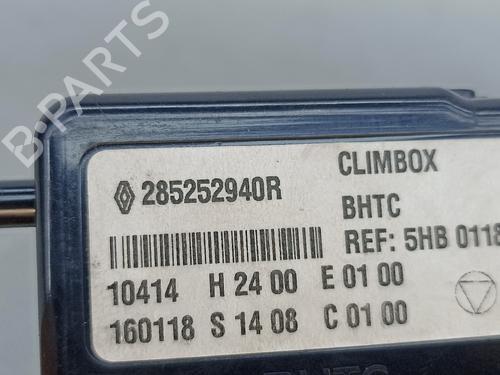 B-PARTS
285252940R
CLIMBOX
BHTC
REF: 5HB 0118
10414 H 24 00 E 01 00
160118 S 14 08 C 01 00